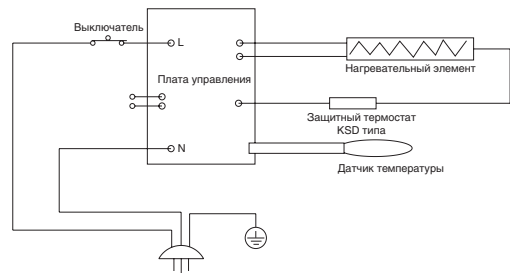 Выключатель
L
Плата управления
N
Нагревательный элемент
Защитный термостат
KSD типа
Датчик температуры